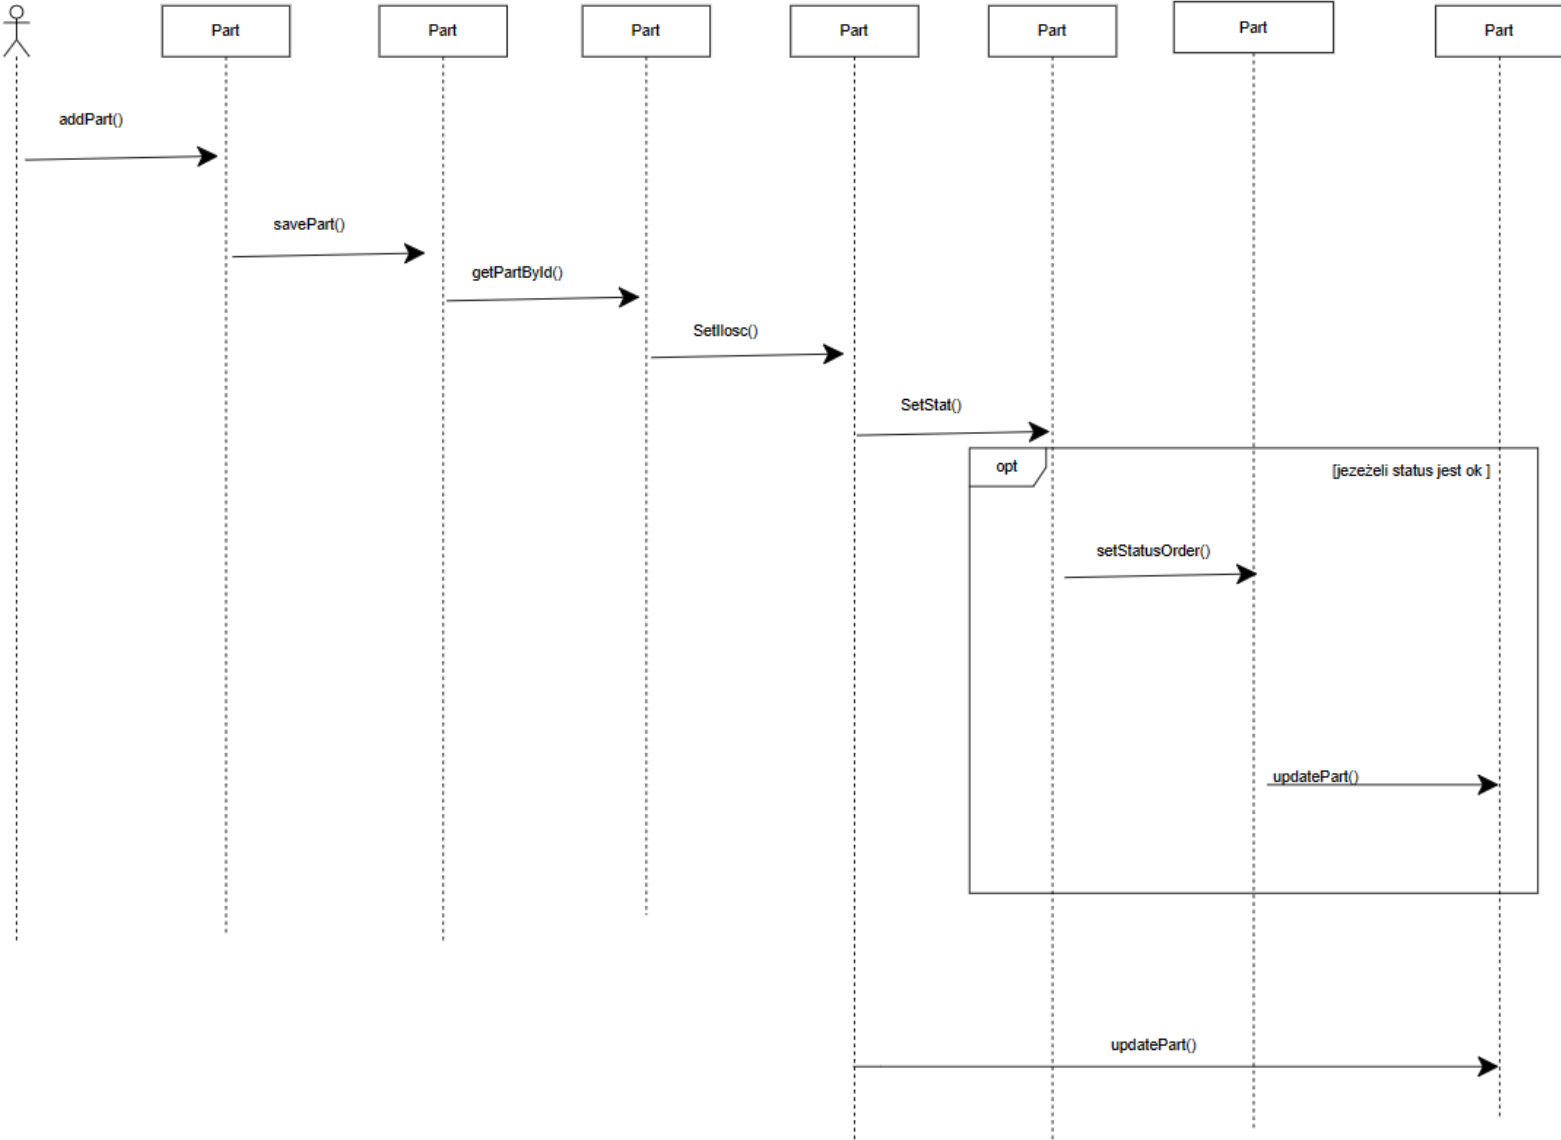 Part
Part
Part
Part
Part
Part
Part
addPart()
savePart()
getPartById()
SetIlosc()
SetStat()
opt
[jezeżeli status jest ok ]
setStatusOrder()
updatePart()
updatePart()